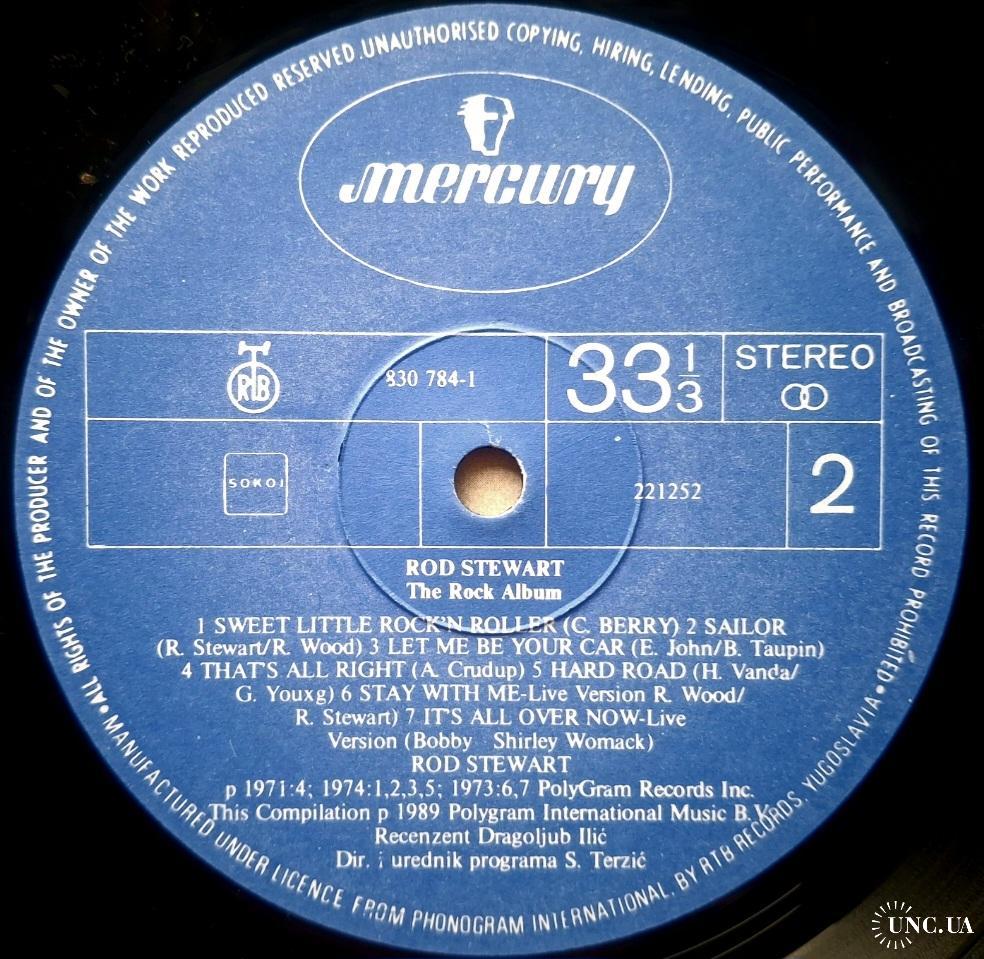 ALL RIGHTS OF THE PRODUCER AND OF THE OWNER OF THE WORK REPRODUCED RESERVED. UNAUTHORISED COPYING, HIRING, LENDING, PUBLIC PERFORMANCE AND BROADCASTING OF THIS RECORD PROHIBITED •
mercury
RTB
830 784-1
33 1/3
STEREO
SOKOJ
221252
2
ROD STEWART
The Rock Album
1 SWEET LITTLE ROCK'N ROLLER (C. BERRY) 2 SAILOR
(R. Stewart/R. Wood) 3 LET ME BE YOUR CAR (E. John/B. Taupin)
4 THAT'S ALL RIGHT (A. Crudup) 5 HARD ROAD (H. Vanda/
G. Youxg) 6 STAY WITH ME-Live Version R. Wood/
R. Stewart) 7 IT'S ALL OVER NOW-Live
Version (Bobby Shirley Womack)
ROD STEWART
p 1971:4; 1974:1,2,3,5; 1973:6,7 PolyGram Records Inc.
This Compilation p 1989 Polygram International Music B.V.
Recenzent Dragoljub Ilić
Dir. i urednik programa S. Terzić
• MANUFACTURED UNDER LICENCE FROM PHONOGRAM INTERNATIONAL, BY RTB RECORDS, YUGOSLAVIA •
UNC.UA